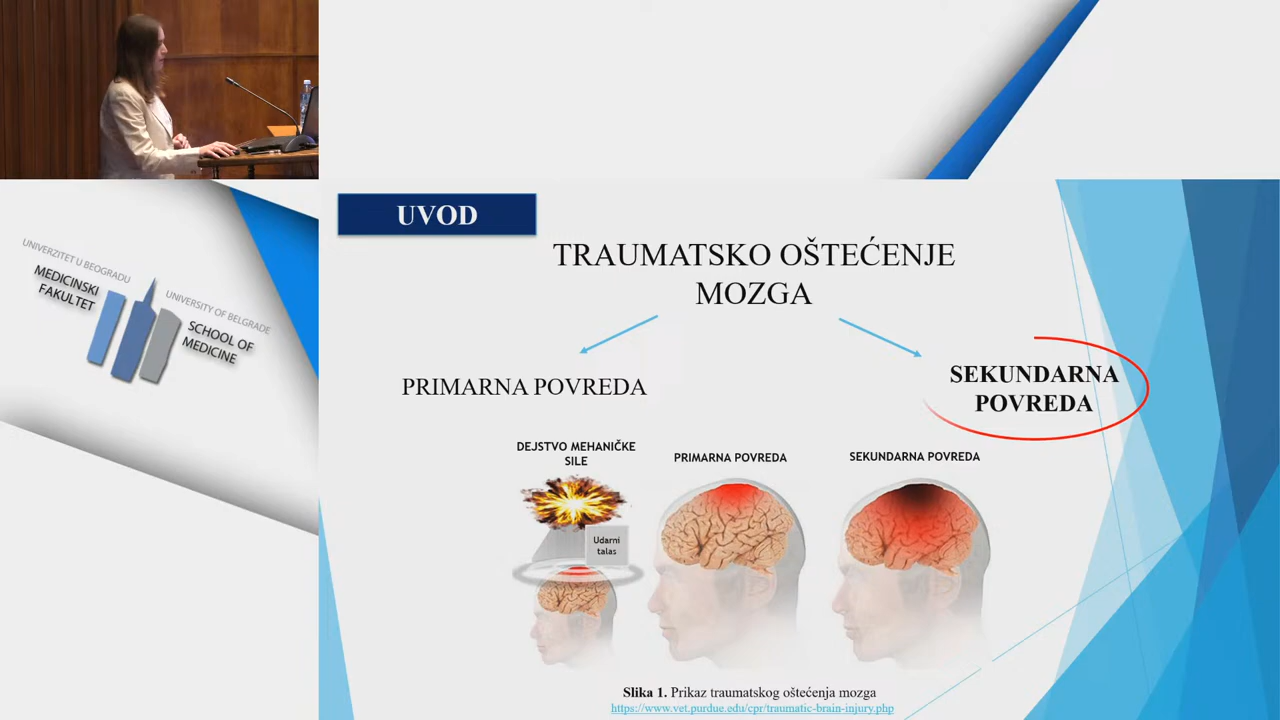 UNIVERZITET U BEOGRADU
MEDICINSKI
FAKULTET
UNIVERSITY OF BELGRADE
SCHOOL OF
MEDICINE
UVOD
TRAUMATSKO OŠTEĆENJE
MOZGA
PRIMARNA POVREDA
SEKUNDARNA
POVREDA
DEJSTVO MEHANIČKE
SILE
PRIMARNA POVREDA
SEKUNDARNA POVREDA
Udarni
talas
Slika 1. Prikaz traumatskog oštećenja mozga
https://www.vet.purdue.edu/cpr/traumatic-brain-injury.php